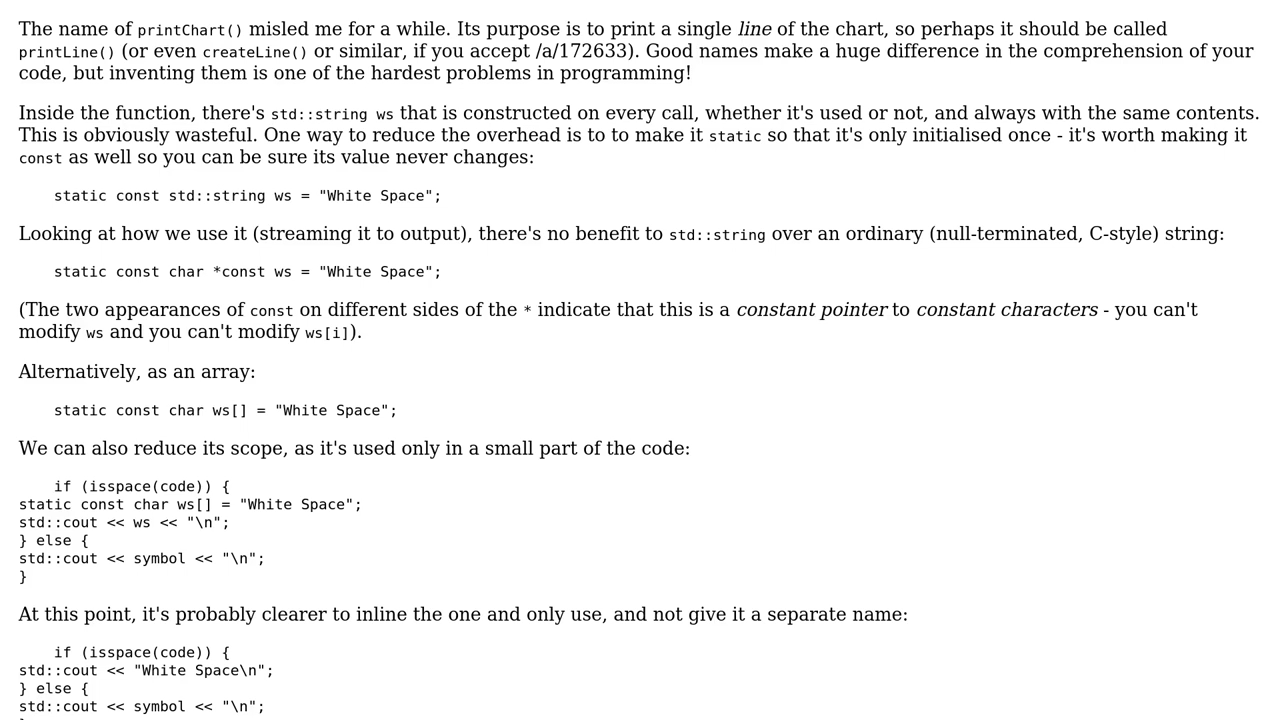 The name of printChart() misled me for a while. Its purpose is to print a single line of the chart, so perhaps it should be called
printLine() (or even createLine() or similar, if you accept /a/172633). Good names make a huge difference in the comprehension of your
code, but inventing them is one of the hardest problems in programming!
Inside the function, there's std::string ws that is constructed on every call, whether it's used or not, and always with the same contents.
This is obviously wasteful. One way to reduce the overhead is to to make it static so that it's only initialised once - it's worth making it
const as well so you can be sure its value never changes:
static const std::string ws = "White Space";
Looking at how we use it (streaming it to output), there's no benefit to std::string over an ordinary (null-terminated, C-style) string:
static const char *const ws = "White Space";
(The two appearances of const on different sides of the * indicate that this is a constant pointer to constant characters - you can't
modify ws and you can't modify ws[i]).
Alternatively, as an array:
static const char ws[] = "White Space";
We can also reduce its scope, as it's used only in a small part of the code:
if (isspace(code)) {
static const char ws[] = "White Space";
std::cout << ws << "\n";
} else {
std::cout << symbol << "\n";
}
At this point, it's probably clearer to inline the one and only use, and not give it a separate name:
if (isspace(code)) {
std::cout << "White Space\n";
} else {
std::cout << symbol << "\n";